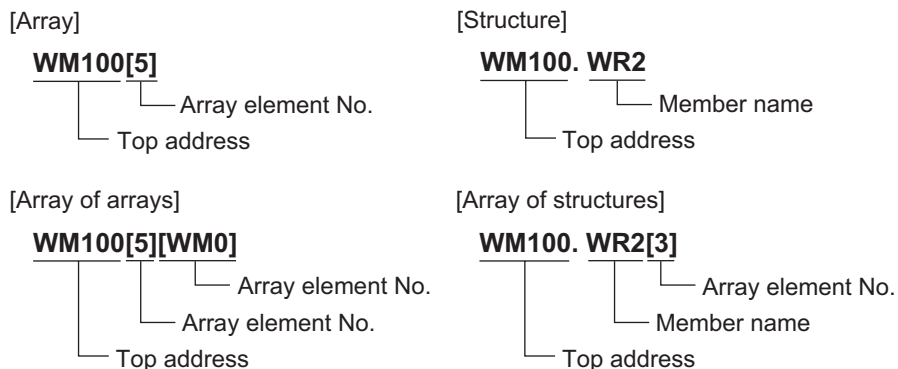 [Array]
WM100[5]
Array element No.
Top address
[Structure]
WM100. WR2
Member name
Top address
[Array of arrays]
WM100[5][WM0]
Array element No.
Array element No.
Top address
[Array of structures]
WM100. WR2[3]
Array element No.
Member name
Top address